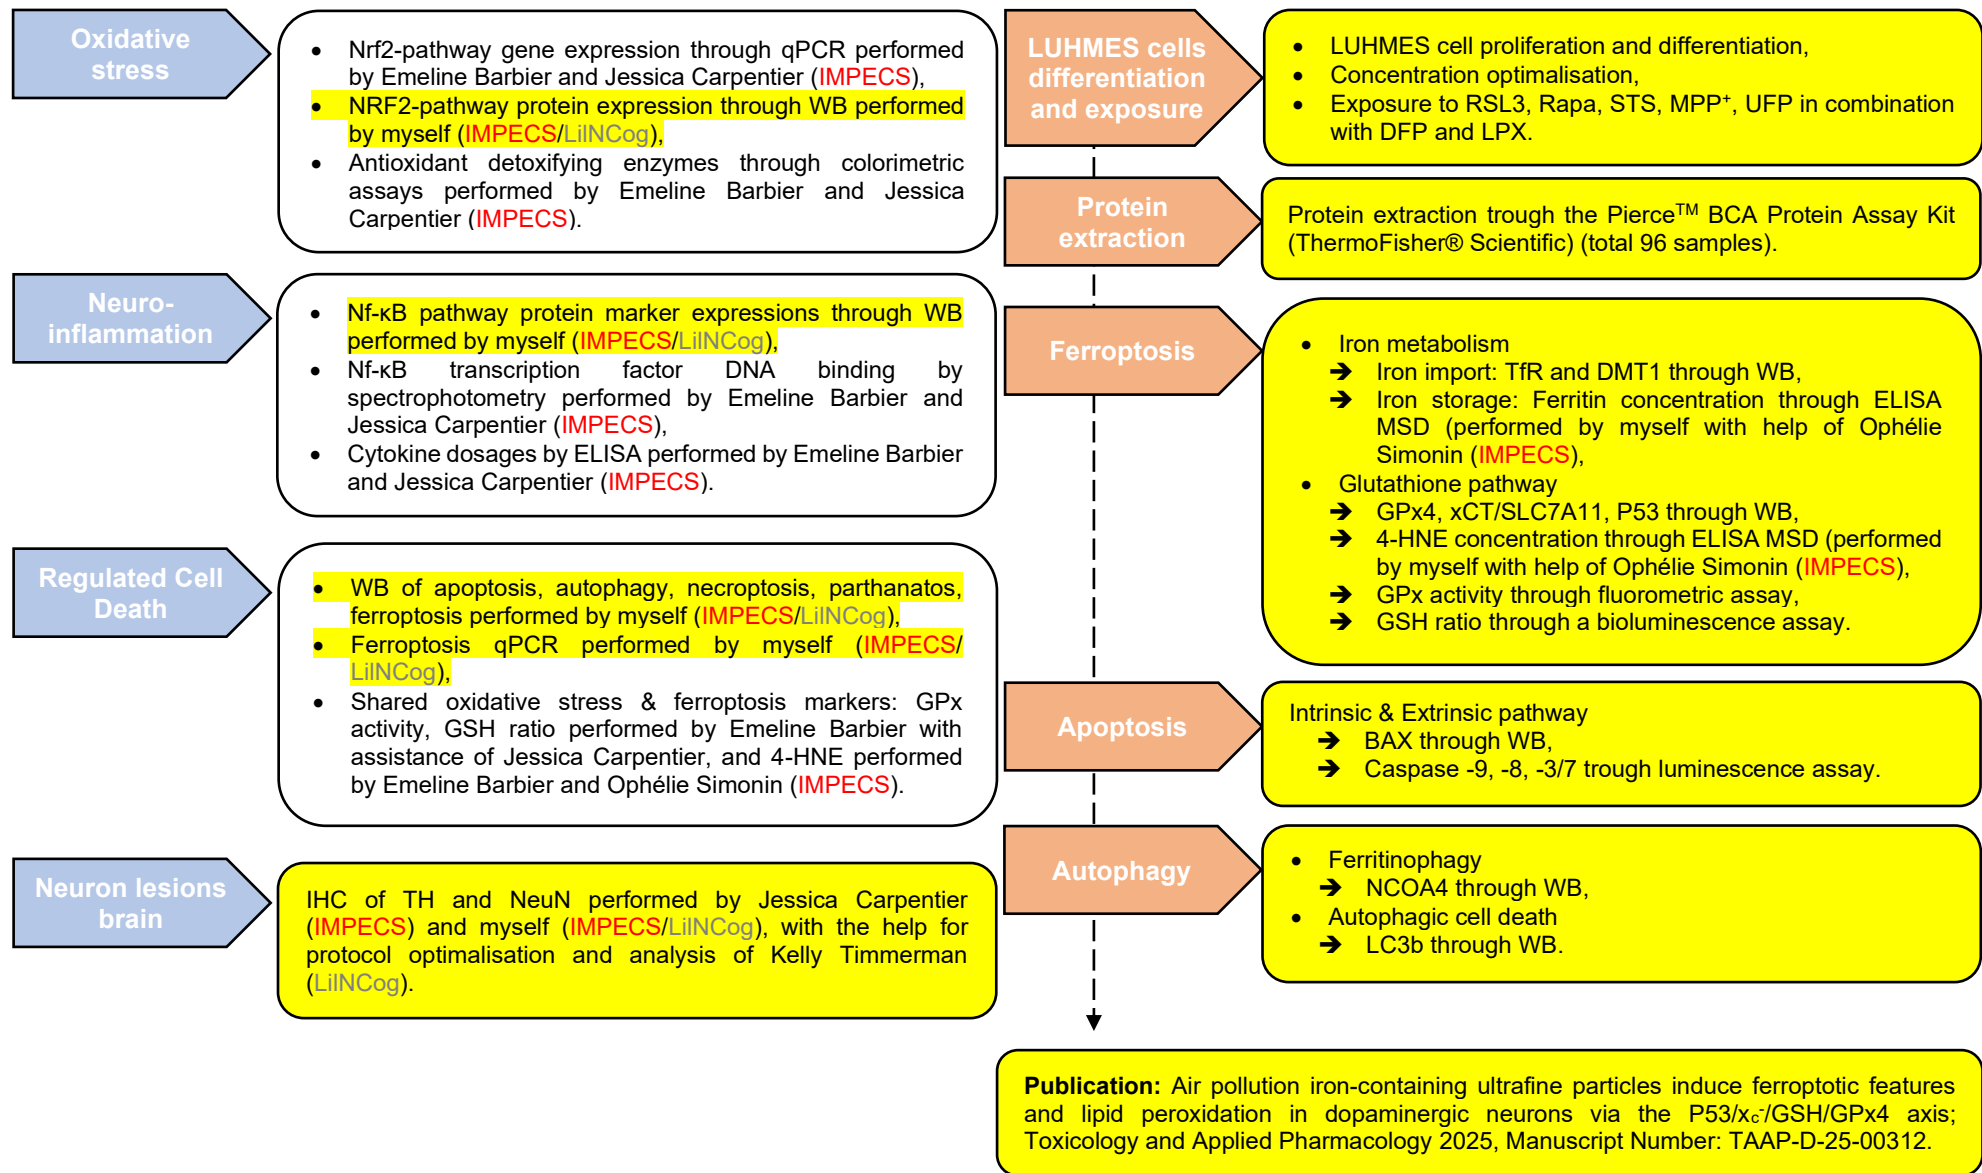 Oxidative
stress
• Nrf2-pathway gene expression through qPCR performed
by Emeline Barbier and Jessica Carpentier (IMPECS),
• NRF2-pathway protein expression through WB performed
by myself (IMPECS/LilNCog),
• Antioxidant detoxifying enzymes through colorimetric
assays performed by Emeline Barbier and Jessica
Carpentier (IMPECS).
Neuro-
inflammation
• Nf-κB pathway protein marker expressions through WB
performed by myself (IMPECS/LilNCog),
• Nf-κB transcription factor DNA binding by
spectrophotometry performed by Emeline Barbier and
Jessica Carpentier (IMPECS),
• Cytokine dosages by ELISA performed by Emeline Barbier
and Jessica Carpentier (IMPECS).
Regulated Cell
Death
• WB of apoptosis, autophagy, necroptosis, parthanatos,
ferroptosis performed by myself (IMPECS/LilNCog),
• Ferroptosis qPCR performed by myself (IMPECS/
LilNCog),
• Shared oxidative stress & ferroptosis markers: GPx
activity, GSH ratio performed by Emeline Barbier with
assistance of Jessica Carpentier, and 4-HNE performed
by Emeline Barbier and Ophélie Simonin (IMPECS).
Neuron lesions
brain
IHC of TH and NeuN performed by Jessica Carpentier
(IMPECS) and myself (IMPECS/LilNCog), with the help for
protocol optimalisation and analysis of Kelly Timmerman
(LilNCog).
LUHMES cells
differentiation
and exposure
• LUHMES cell proliferation and differentiation,
• Concentration optimalisation,
• Exposure to RSL3, Rapa, STS, MPP⁺, UFP in combination
with DFP and LPX.
Protein
extraction
Protein extraction trough the Pierce™ BCA Protein Assay Kit
(ThermoFisher® Scientific) (total 96 samples).
Ferroptosis
• Iron metabolism
➔ Iron import: TfR and DMT1 through WB,
➔ Iron storage: Ferritin concentration through ELISA
MSD (performed by myself with help of Ophélie
Simonin (IMPECS),
• Glutathione pathway
➔ GPx4, xCT/SLC7A11, P53 through WB,
➔ 4-HNE concentration through ELISA MSD (performed
by myself with help of Ophélie Simonin (IMPECS),
➔ GPx activity through fluorometric assay,
➔ GSH ratio through a bioluminescence assay.
Apoptosis
Intrinsic & Extrinsic pathway
➔ BAX through WB,
➔ Caspase -9, -8, -3/7 trough luminescence assay.
Autophagy
• Ferritinophagy
➔ NCOA4 through WB,
• Autophagic cell death
➔ LC3b through WB.
Publication: Air pollution iron-containing ultrafine particles induce ferroptotic features
and lipid peroxidation in dopaminergic neurons via the P53/xc⁻/GSH/GPx4 axis;
Toxicology and Applied Pharmacology 2025, Manuscript Number: TAAP-D-25-00312.